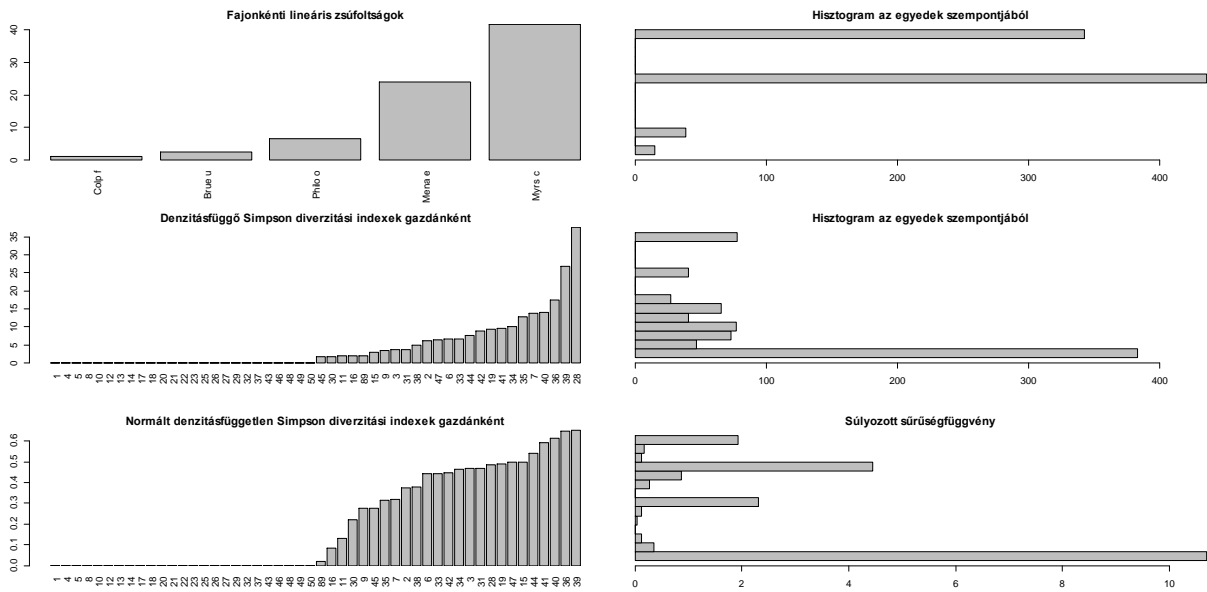 Fajonkénti lineáris zsúfoltságok
0 10 20 30 40
Colp f Brue u Philo o Mena e Myrs c
Hisztogram az egyedek szempontjából
0 100 200 300 400
Denzitásfüggő Simpson diverzitási indexek gazdánként
0 5 10 15 20 25 30 35
1 4 5 8 10 12 13 14 17 18 20 21 22 23 25 26 27 29 32 37 43 46 48 49 50 45 30 11 16 89 15 9 3 31 38 2 47 6 33 44 42 19 41 34 35 7 40 36 39 28
Hisztogram az egyedek szempontjából
0 100 200 300 400
Normált denzitásfüggetlen Simpson diverzitási indexek gazdánként
0.0 0.1 0.2 0.3 0.4 0.5 0.6
1 4 5 8 10 12 13 14 17 18 20 21 22 23 25 26 27 29 32 37 43 46 48 49 50 89 16 11 30 9 45 35 7 2 38 6 33 42 34 3 31 28 19 47 15 44 41 40 36 39
Súlyozott sűrűségfüggvény
0 2 4 6 8 10